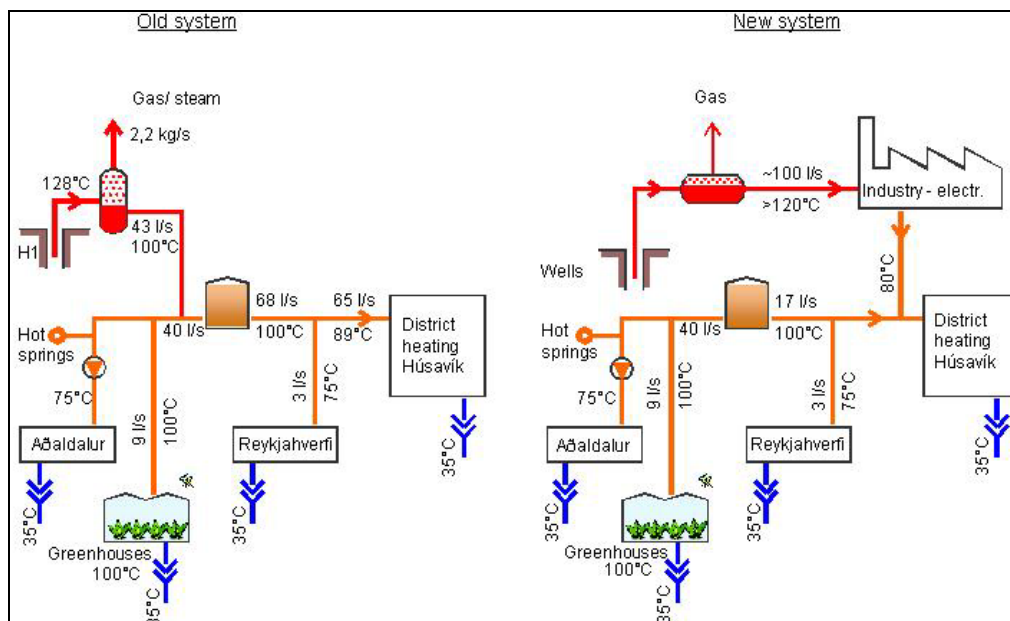 Old system
Gas/ steam
2,2 kg/s
128°C
43 l/s
100°C
H1
68 l/s
100°C
65 l/s
89°C
40 l/s
Hot
springs
75°C
9 l/s
100°C
3 l/s
75°C
District
heating
Húsavík
35°C
Aðaldalur
35°C
Reykjahverfi
35°C
Greenhouses
100°C
35°C
New system
Gas
~100 l/s
>120°C
Industry - electr.
80°C
Wells
17 l/s
100°C
40 l/s
Hot
springs
75°C
9 l/s
100°C
3 l/s
75°C
District
heating
Húsavík
35°C
Aðaldalur
35°C
Reykjahverfi
35°C
Greenhouses
100°C
35°C